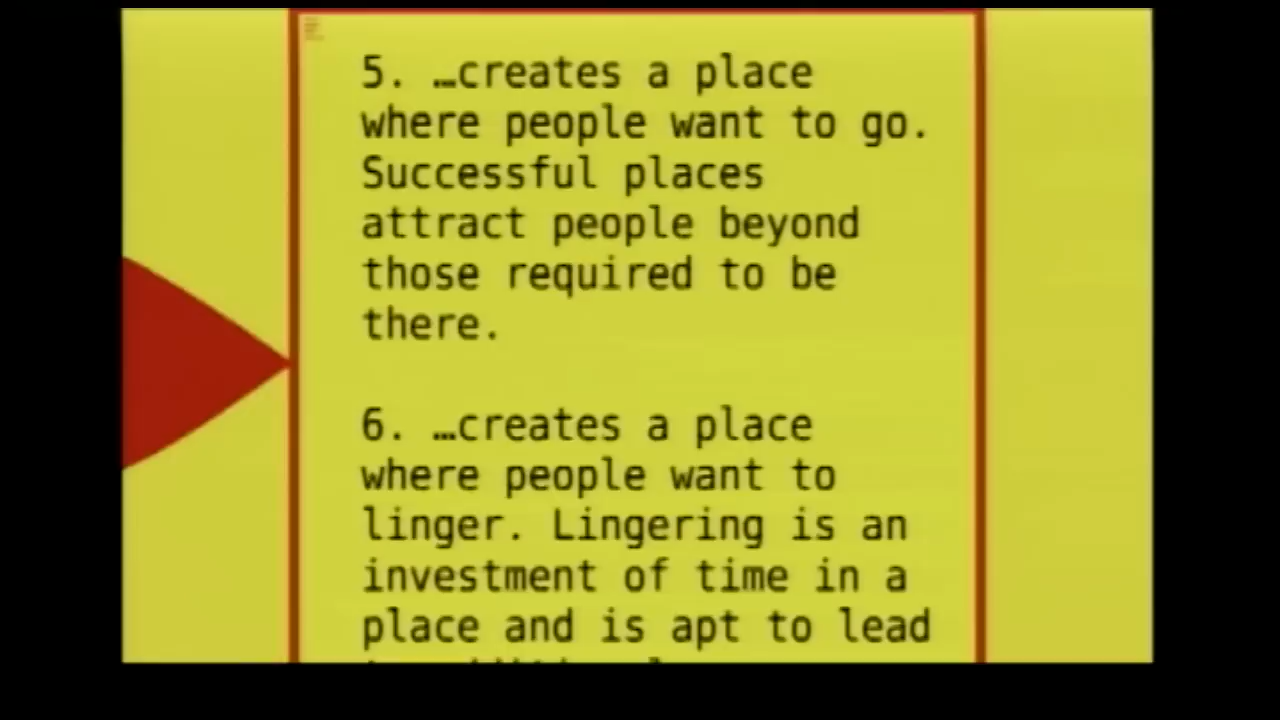 5. …creates a place
where people want to go.
Successful places
attract people beyond
those required to be
there.
6. …creates a place
where people want to
linger. Lingering is an
investment of time in a
place and is apt to lead